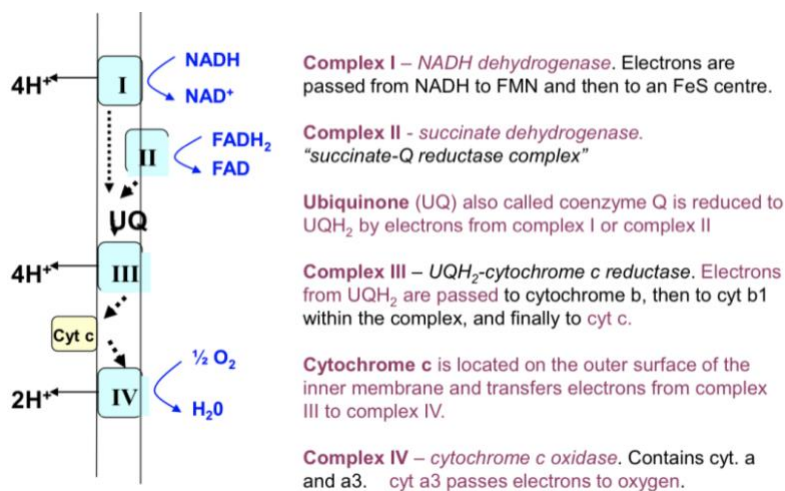 NADH
4H⁺
I
NAD⁺
II
FADH₂
FAD
UQ
4H⁺
III
Cyt c
½ O₂
2H⁺
IV
H₂0
Complex I – NADH dehydrogenase. Electrons are
passed from NADH to FMN and then to an FeS centre.
Complex II - succinate dehydrogenase.
“succinate-Q reductase complex”
Ubiquinone (UQ) also called coenzyme Q is reduced to
UQH₂ by electrons from complex I or complex II
Complex III – UQH₂-cytochrome c reductase. Electrons
from UQH₂ are passed to cytochrome b, then to cyt b1
within the complex, and finally to cyt c.
Cytochrome c is located on the outer surface of the
inner membrane and transfers electrons from complex
III to complex IV.
Complex IV – cytochrome c oxidase. Contains cyt. a
and a3. cyt a3 passes electrons to oxygen.